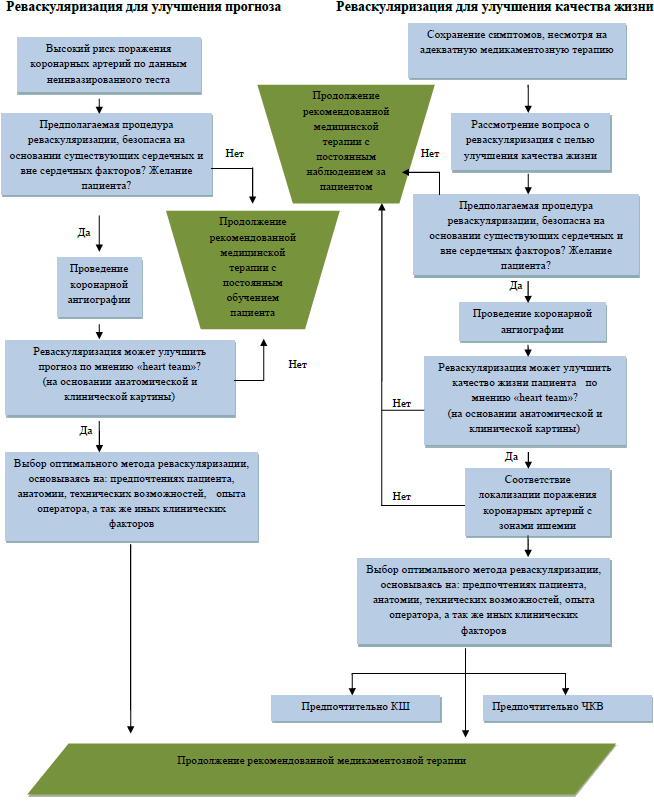 Реваскуляризация для улучшения прогноза
Высокий риск поражения
коронарных артерий по данным
неинвазированного теста
Предполагаемая процедура
реваскуляризации, безопасна на
основании существующих сердечных и
вне сердечных факторов? Желание
пациента?
Нет
Продолжение
рекомендованной
медицинской
терапии с
постоянным
обучением
пациента
Да
Проведение
коронарной
ангиографии
Реваскуляризация может улучшить
прогноз по мнению «heart team»?
(на основании анатомической и
клинической картины)
Нет
Да
Выбор оптимального метода реваскуляризации,
основываясь на: предпочтениях пациента,
анатомии, технических возможностей, опыта
оператора, а так же иных клинических
факторов
Реваскуляризация для улучшения качества жизни
Сохранение симптомов, несмотря на
адекватную медикаментозную терапию
Рассмотрение вопроса о
реваскуляризация с целью
улучшения качества жизни
Продолжение
рекомендованной
медицинской
терапии с
постоянным
наблюдением за
пациентом
Нет
Предполагаемая процедура
реваскуляризации, безопасна на
основании существующих сердечных и
вне сердечных факторов? Желание
пациента?
Да
Проведение коронарной
ангиографии
Реваскуляризация может улучшить
качество жизни пациента по
мнению «heart team»?
(на основании анатомической и
клинической картины)
Нет
Да
Соответствие
локализации поражения
коронарных артерий с
зонами ишемии
Нет
Выбор оптимального метода реваскуляризации,
основываясь на: предпочтениях пациента,
анатомии, технических возможностей, опыта
оператора, а так же иных клинических
факторов
Предпочтительно КШ
Предпочтительно ЧКВ
Продолжение рекомендованной медикаментозной терапии